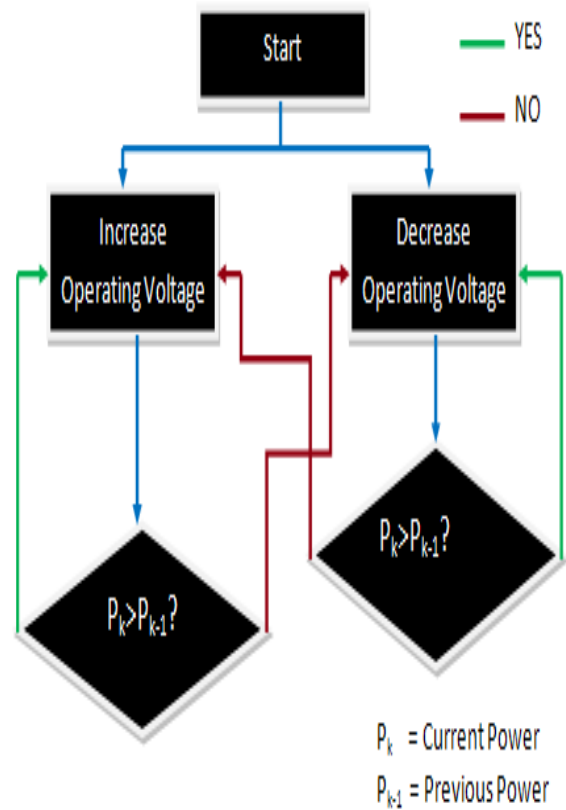 Start
YES
NO
Increase
Operating Voltage
Decrease
Operating Voltage
Pk>Pk-1?
Pk>Pk-1?
Pk = Current Power
Pk-1 = Previous Power